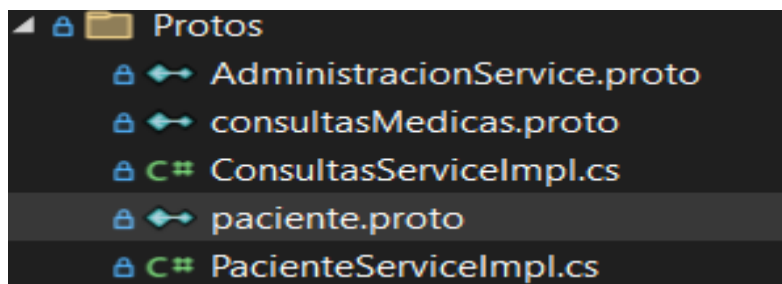 Protos
AdministracionService.proto
consultasMedicas.proto
C# ConsultasServiceImpl.cs
paciente.proto
C# PacienteServiceImpl.cs